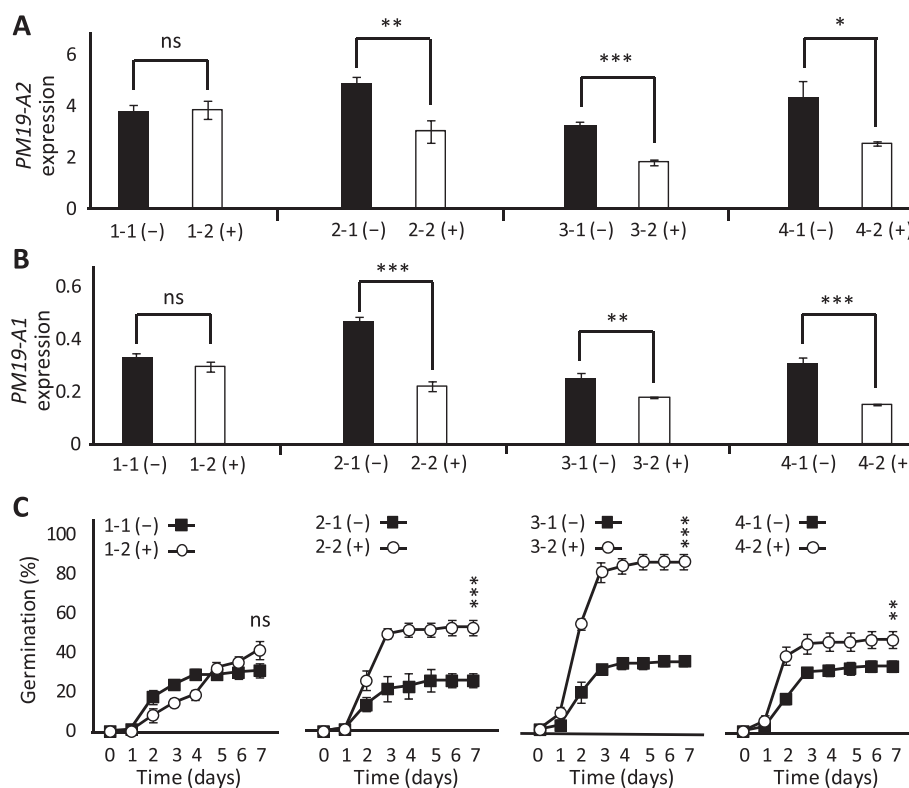 A
PM19-A2
expression
6
4
2
0
ns
**
***
*
1-1 (−) 1-2 (+) 2-1 (−) 2-2 (+) 3-1 (−) 3-2 (+) 4-1 (−) 4-2 (+)
B
PM19-A1
expression
0.6
0.4
0.2
0
ns
***
**
***
1-1 (−) 1-2 (+) 2-1 (−) 2-2 (+) 3-1 (−) 3-2 (+) 4-1 (−) 4-2 (+)
C
Germination (%)
100
80
60
40
20
0
1-1 (−)
1-2 (+)
ns
0 1 2 3 4 5 6 7
Time (days)
2-1 (−)
2-2 (+)
***
0 1 2 3 4 5 6 7
Time (days)
3-1 (−)
3-2 (+)
***
0 1 2 3 4 5 6 7
Time (days)
4-1 (−)
4-2 (+)
**
0 1 2 3 4 5 6 7
Time (days)